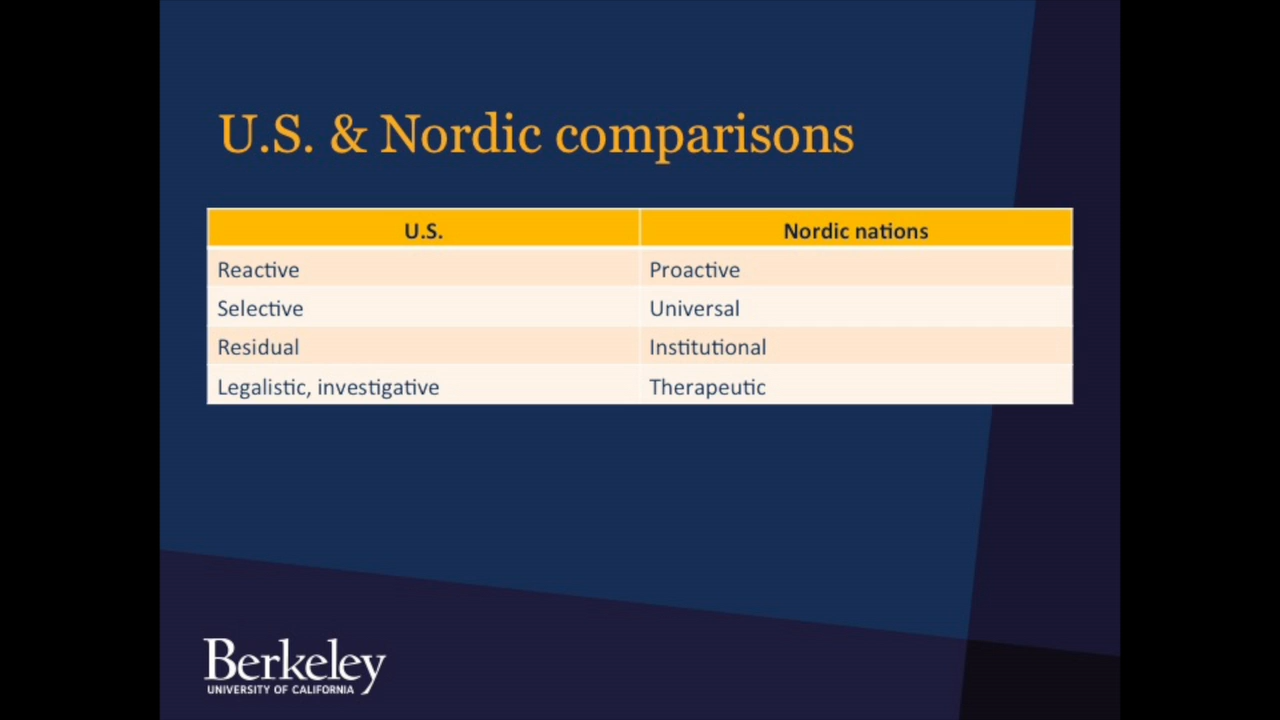 U.S. & Nordic comparisons
U.S. Nordic nations
Reactive Proactive
Selective Universal
Residual Institutional
Legalistic, investigative Therapeutic
Berkeley
UNIVERSITY OF CALIFORNIA